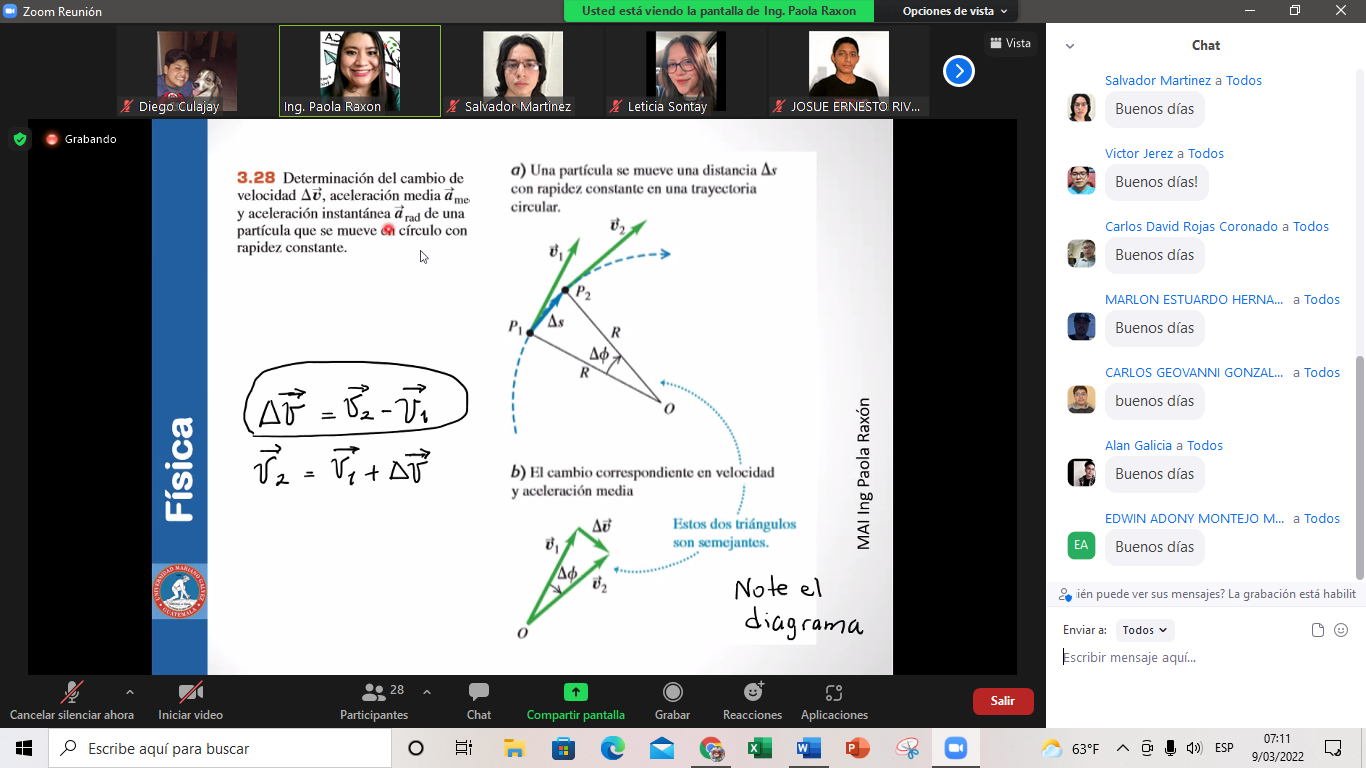 Zoom Reunión
Usted está viendo la pantalla de Ing. Paola Raxon
Opciones de vista
Diego Culajay
Ing. Paola Raxon
Salvador Martinez
Leticia Sontay
JOSUE ERNESTO RIV...
Vista
Grabando
3.28 Determinación del cambio de
velocidad Δv⃗, aceleración media a⃗me
y aceleración instantánea a⃗rad de una
partícula que se mueve en círculo con
rapidez constante.
a) Una partícula se mueve una distancia Δs
con rapidez constante en una trayectoria
circular.
v⃗1
v⃗2
P1
P2
Δs
R
Δϕ
R
O
Δv⃗ = v⃗2 - v⃗1
v⃗2 = v⃗1 + Δv⃗
b) El cambio correspondiente en velocidad
y aceleración media
Δv⃗
v⃗1
Δϕ
v⃗2
O
Estos dos triángulos
son semejantes.
Note el
diagrama
Física
UNIVERSIDAD MARIANO GALVEZ
GUATEMALA
MAI Ing Paola Raxón
Chat
Salvador Martinez a Todos
Buenos días
Victor Jerez a Todos
Buenos días!
Carlos David Rojas Coronado a Todos
Buenos días
MARLON ESTUARDO HERNA... a Todos
Buenos días
CARLOS GEOVANNI GONZAL... a Todos
buenos días
Alan Galicia a Todos
Buenos días
EDWIN ADONY MONTEJO M... a Todos
EA
Buenos días
ién puede ver sus mensajes? La grabación está habilit
Enviar a: Todos
Escribir mensaje aquí...
Cancelar silenciar ahora
Iniciar video
28
Participantes
Chat
Compartir pantalla
Grabar
Reacciones
Aplicaciones
Salir
Escribe aquí para buscar
63°F
ESP
07:11
9/03/2022